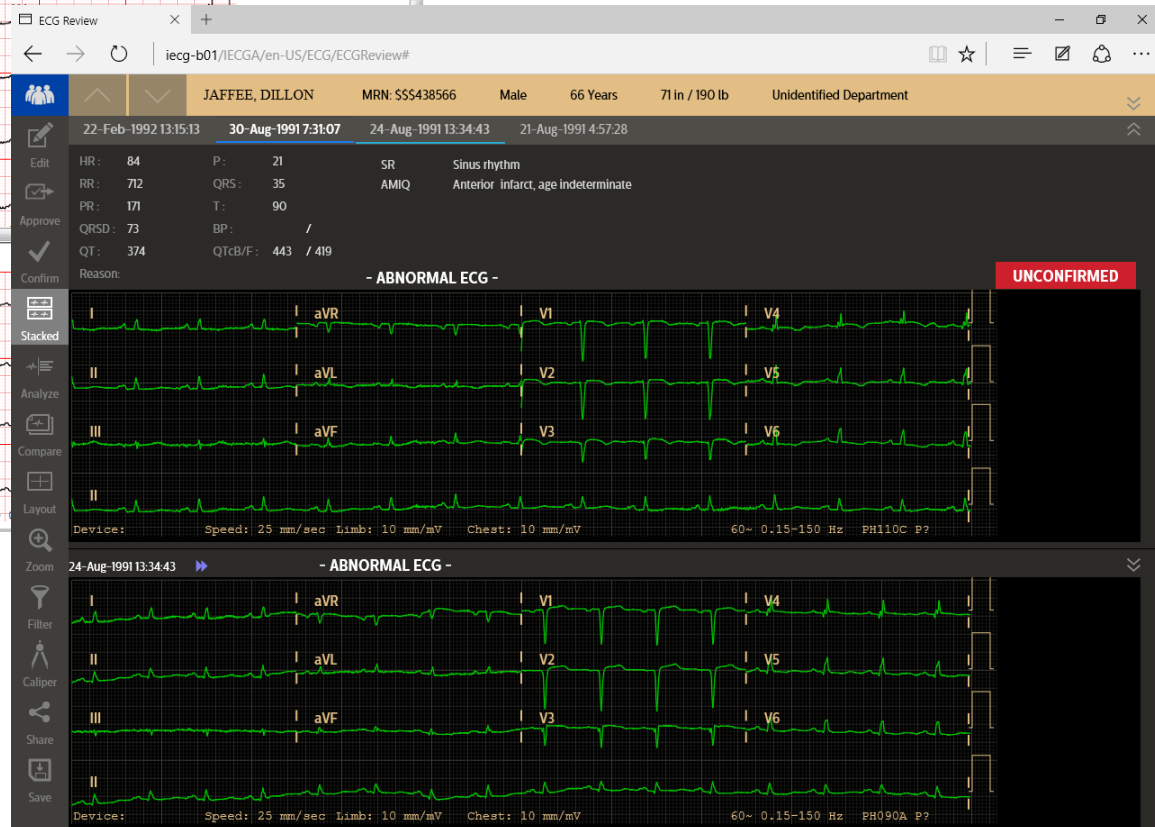 ECG Review
iecg-b01/IECGA/en-US/ECG/ECGReview#
JAFFEE, DILLON MRN: $$$438566 Male 66 Years 71 in / 190 lb Unidentified Department
22-Feb-1992 13:15:13 30-Aug-1991 7:31:07 24-Aug-1991 13:34:43 21-Aug-1991 4:57:28
Edit
Approve
Confirm
Stacked
Analyze
Compare
Layout
Zoom
Filter
Caliper
Share
Save
HR: 84 P: 21 SR Sinus rhythm
RR: 712 QRS: 35 AMIQ Anterior infarct, age indeterminate
PR: 171 T: 90
QRSD: 73 BP: /
QT: 374 QTcB/F: 443 / 419
Reason:
- ABNORMAL ECG -
UNCONFIRMED
I aVR V1 V4
II aVL V2 V5
III aVF V3 V6
II
Device: Speed: 25 mm/sec Limb: 10 mm/mV Chest: 10 mm/mV 60~ 0.15-150 Hz PH110C P?
24-Aug-1991 13:34:43 - ABNORMAL ECG -
I aVR V1 V4
II aVL V2 V5
III aVF V3 V6
II
Device: Speed: 25 mm/sec Limb: 10 mm/mV Chest: 10 mm/mV 60~ 0.15-150 Hz PH090A P?